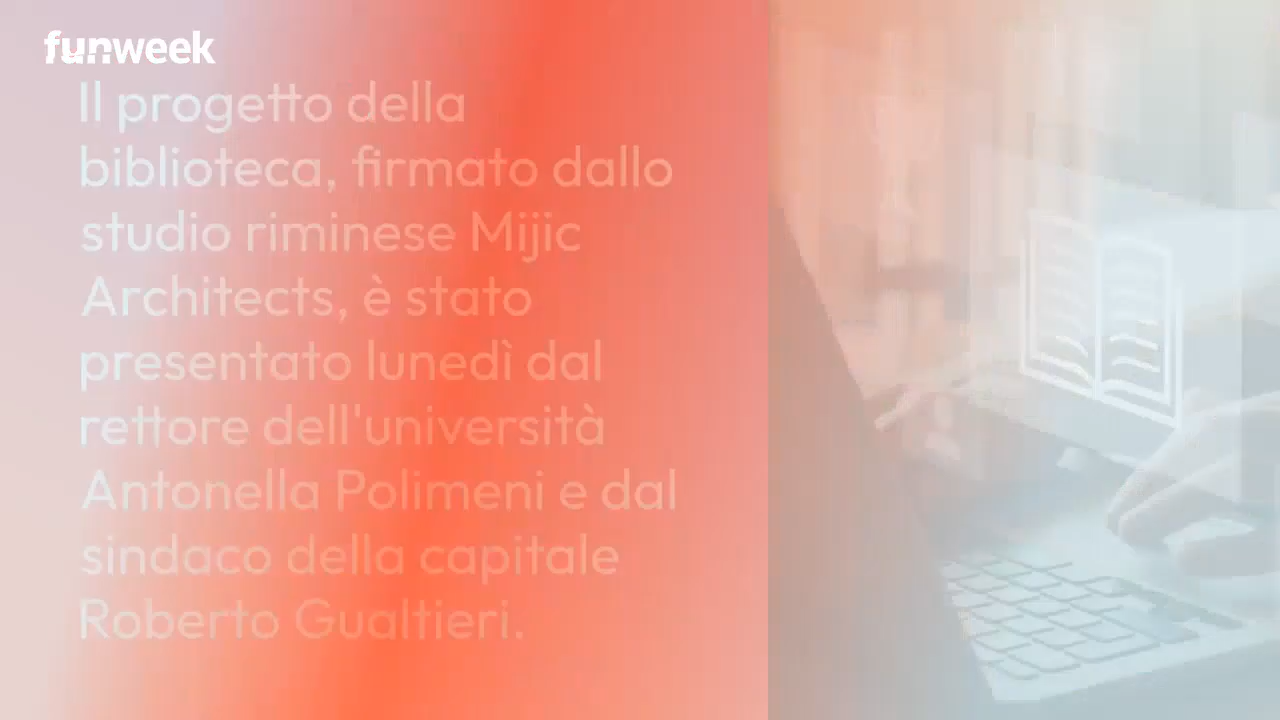 funweek
Il progetto della
biblioteca, firmato dallo
studio riminese Mijic
Architects, è stato
presentato lunedì dal
rettore dell'università
Antonella Polimeni e dal
sindaco della capitale
Roberto Gualtieri.